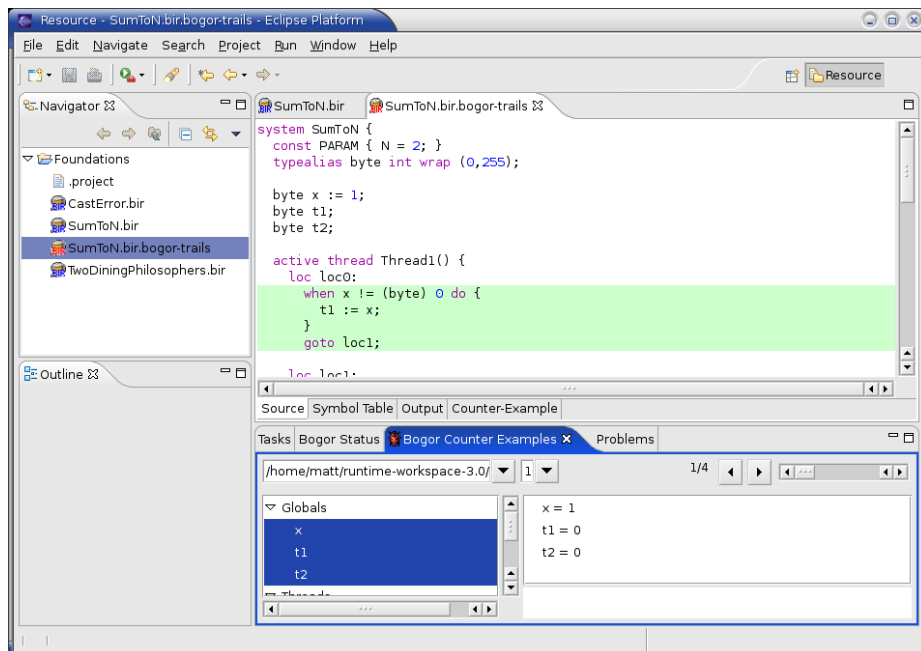 Resource - SumToN.bir.bogor-trails - Eclipse Platform
File Edit Navigate Search Project Run Window Help
Resource
Navigator
Foundations
.project
CastError.bir
SumToN.bir
SumToN.bir.bogor-trails
TwoDiningPhilosophers.bir
Outline
SumToN.bir SumToN.bir.bogor-trails
system SumToN {
const PARAM { N = 2; }
typealias byte int wrap (0,255);
byte x := 1;
byte t1;
byte t2;
active thread Thread1() {
loc loc0:
when x != (byte) 0 do {
t1 := x;
}
goto loc1;
loc loc1:
Source Symbol Table Output Counter-Example
Tasks Bogor Status Bogor Counter Examples Problems
/home/matt/runtime-workspace-3.0/ 1 1/4
Globals
x
t1
t2
Threads
x = 1
t1 = 0
t2 = 0